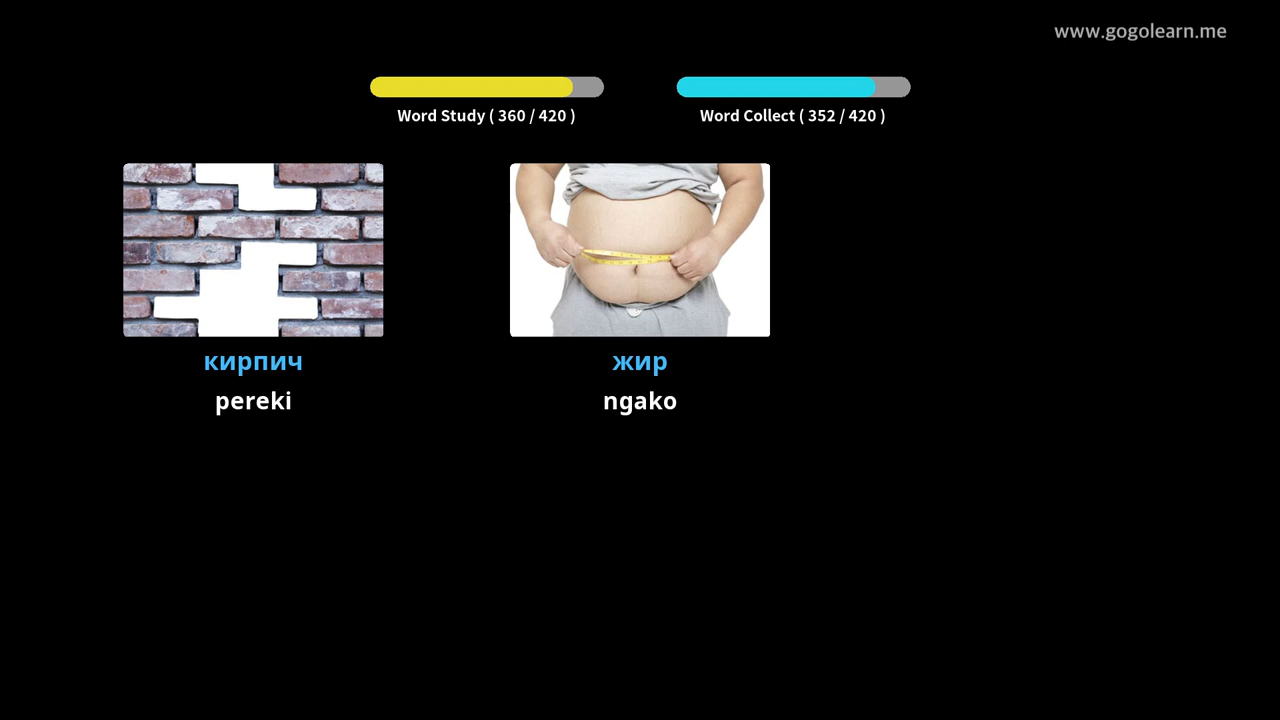 www.gogolearn.me
Word Study ( 360 / 420 )
Word Collect ( 352 / 420 )
кирпич
pereki
жир
ngako